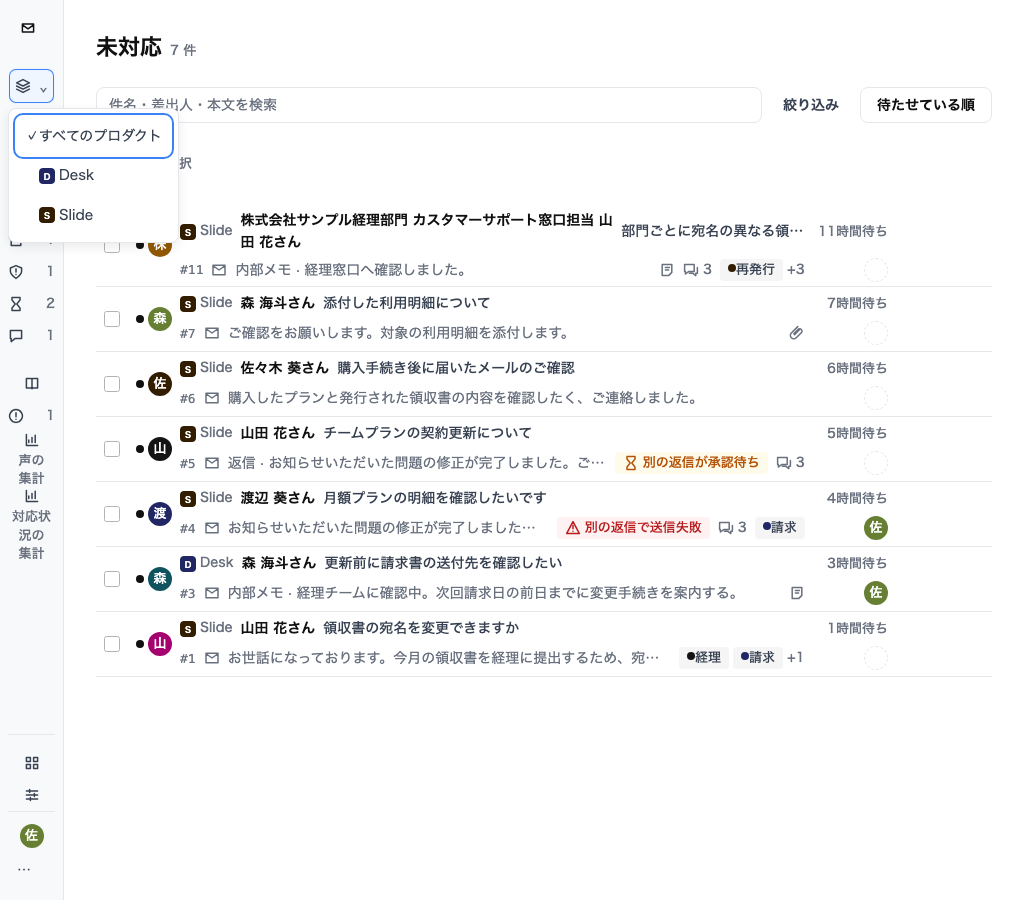 未対応 7 件
件名・差出人・本文を検索
絞り込み
待たせている順
✓すべてのプロダクト
D Desk
S Slide
択
1
2
1
1
声の
集計
対応状
況の
集計
佐
…
S Slide 株式会社サンプル経理部門 カスタマーサポート窓口担当 山
田 花さん
部門ごとに宛名の異なる領… 11時間待ち
#11 内部メモ · 経理窓口へ確認しました。 3 再発行 +3
森 S Slide 森 海斗さん 添付した利用明細について 7時間待ち
#7 ご確認をお願いします。対象の利用明細を添付します。
佐 S Slide 佐々木 葵さん 購入手続き後に届いたメールのご確認 6時間待ち
#6 購入したプランと発行された領収書の内容を確認したく、ご連絡しました。
山 S Slide 山田 花さん チームプランの契約更新について 5時間待ち
#5 返信 · お知らせいただいた問題の修正が完了しました。ご… 別の返信が承認待ち 3
渡 S Slide 渡辺 葵さん 月額プランの明細を確認したいです 4時間待ち
#4 お知らせいただいた問題の修正が完了しました… 別の返信で送信失敗 3 請求 佐
森 D Desk 森 海斗さん 更新前に請求書の送付先を確認したい 3時間待ち
#3 内部メモ · 経理チームに確認中。次回請求日の前日までに変更手続きを案内する。 佐
山 S Slide 山田 花さん 領収書の宛名を変更できますか 1時間待ち
#1 お世話になっております。今月の領収書を経理に提出するため、宛… 経理 請求 +1